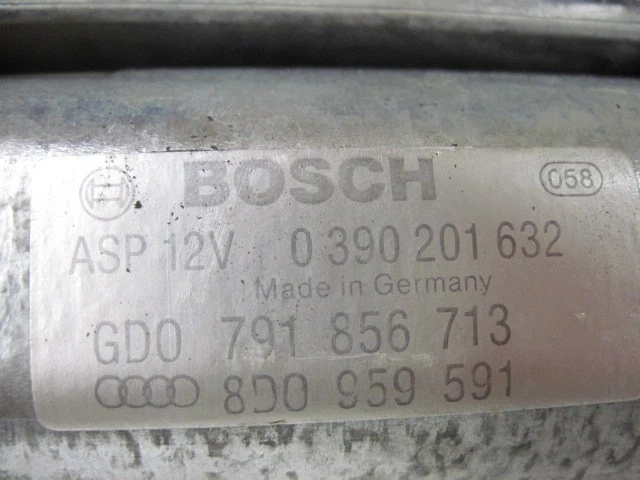 BOSCH 058
ASP 12V 0 390 201 632
Made in Germany
GD0 791 856 713
8D0 959 591